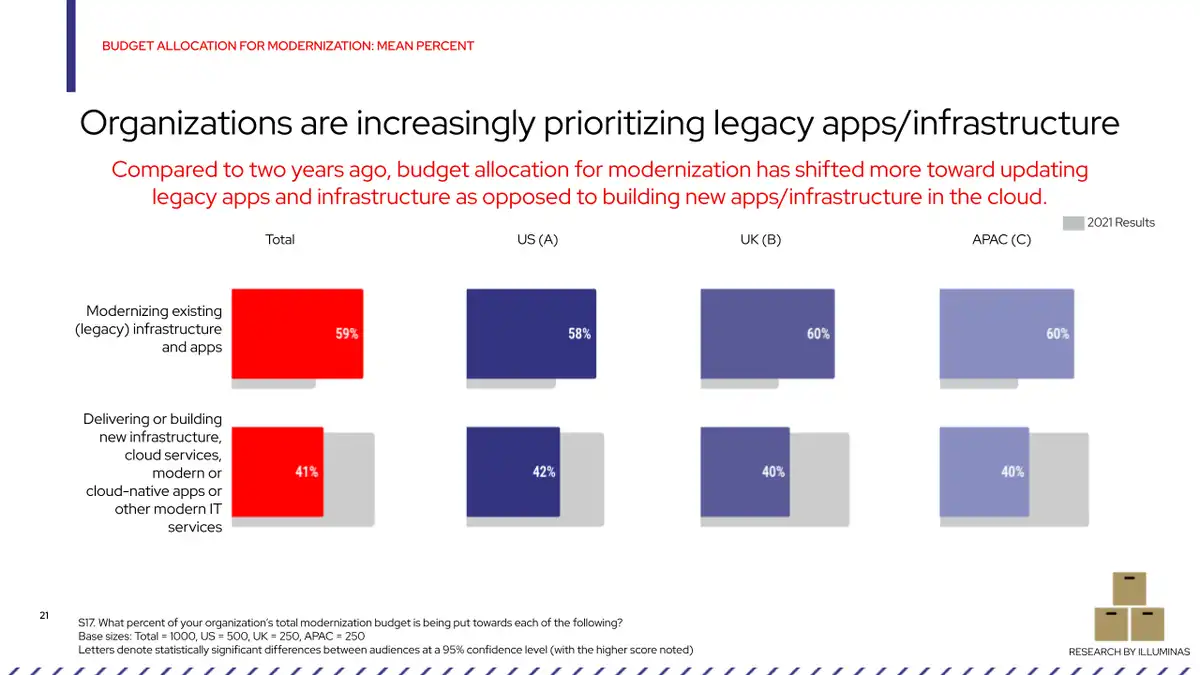 BUDGET ALLOCATION FOR MODERNIZATION: MEAN PERCENT
Organizations are increasingly prioritizing legacy apps/infrastructure
Compared to two years ago, budget allocation for modernization has shifted more toward updating
legacy apps and infrastructure as opposed to building new apps/infrastructure in the cloud.
2021 Results
Total
US (A)
UK (B)
APAC (C)
Modernizing existing
(legacy) infrastructure
and apps
59%
58%
60%
60%
Delivering or building
new infrastructure,
cloud services,
modern or
cloud-native apps or
other modern IT
services
41%
42%
40%
40%
21
S17. What percent of your organization's total modernization budget is being put towards each of the following?
Base sizes: Total = 1000, US = 500, UK = 250, APAC = 250
Letters denote statistically significant differences between audiences at a 95% confidence level (with the higher score noted)
RESEARCH BY ILLUMINAS